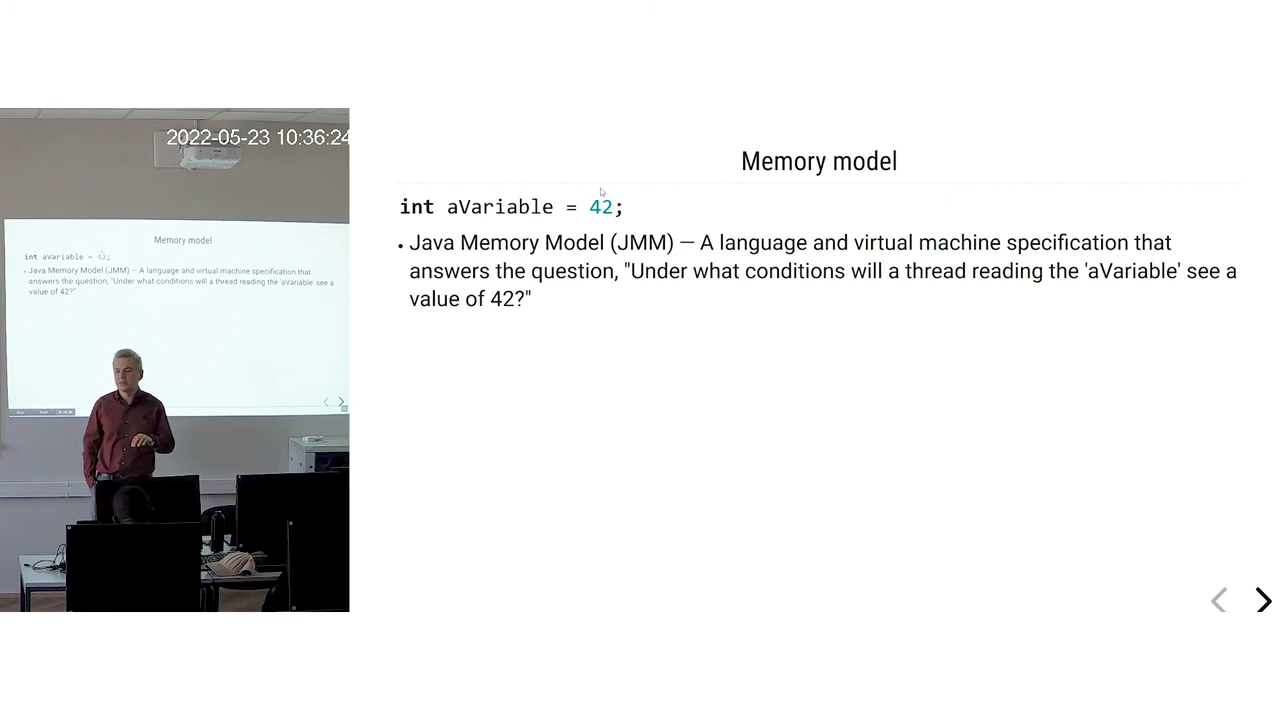 2022-05-23 10:36:24
Memory model
int aVariable = 42;
• Java Memory Model (JMM) — A language and virtual machine specification that
answers the question, "Under what conditions will a thread reading the 'aVariable' see a
value of 42?"
Memory model
int aVariable = 42;
• Java Memory Model (JMM) — A language and virtual machine specification that
answers the question, "Under what conditions will a thread reading the 'aVariable' see a
value of 42?"